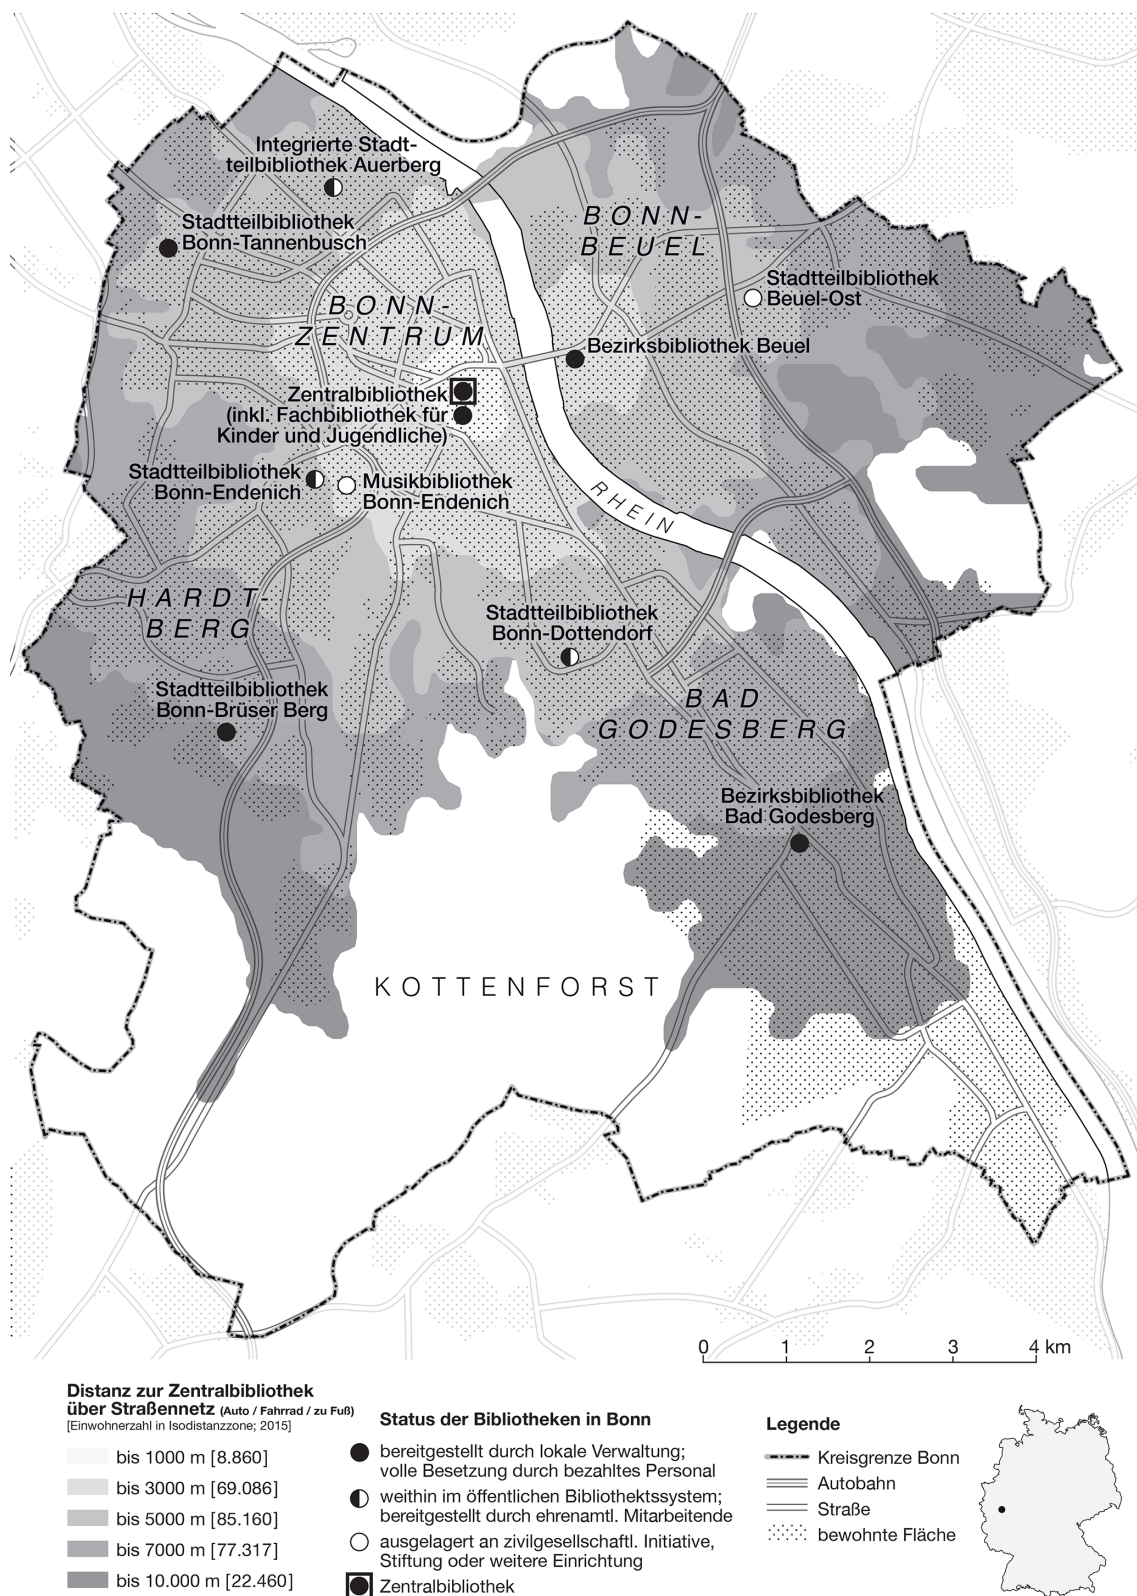 Integrierte Stadt-
teilbibliothek Auerberg
Stadtteilbibliothek
Bonn-Tannenbusch
BONN-
BEUEL
Stadtteilbibliothek
Beuel-Ost
BONN-
ZENTRUM
Bezirksbibliothek Beuel
Zentralbibliothek
(inkl. Fachbibliothek für
Kinder und Jugendliche)
Stadtteilbibliothek
Bonn-Endenich
Musikbibliothek
Bonn-Endenich
RHEIN
HARDT-
BERG
Stadtteilbibliothek
Bonn-Dottendorf
Stadtteilbibliothek
Bonn-Brüser Berg
BAD
GODESBERG
Bezirksbibliothek
Bad Godesberg
KOTTENFORST
0 1 2 3 4 km
Distanz zur Zentralbibliothek
über Straßennetz (Auto / Fahrrad / zu Fuß)
[Einwohnerzahl in Isodistanzzone; 2015]
bis 1000 m [8.860]
bis 3000 m [69.086]
bis 5000 m [85.160]
bis 7000 m [77.317]
bis 10.000 m [22.460]
Status der Bibliotheken in Bonn
bereitgestellt durch lokale Verwaltung;
volle Besetzung durch bezahltes Personal
weithin im öffentlichen Bibliothektssystem;
bereitgestellt durch ehrenamtl. Mitarbeitende
ausgelagert an zivilgesellschaftl. Initiative,
Stiftung oder weitere Einrichtung
Zentralbibliothek
Legende
Kreisgrenze Bonn
Autobahn
Straße
bewohnte Fläche